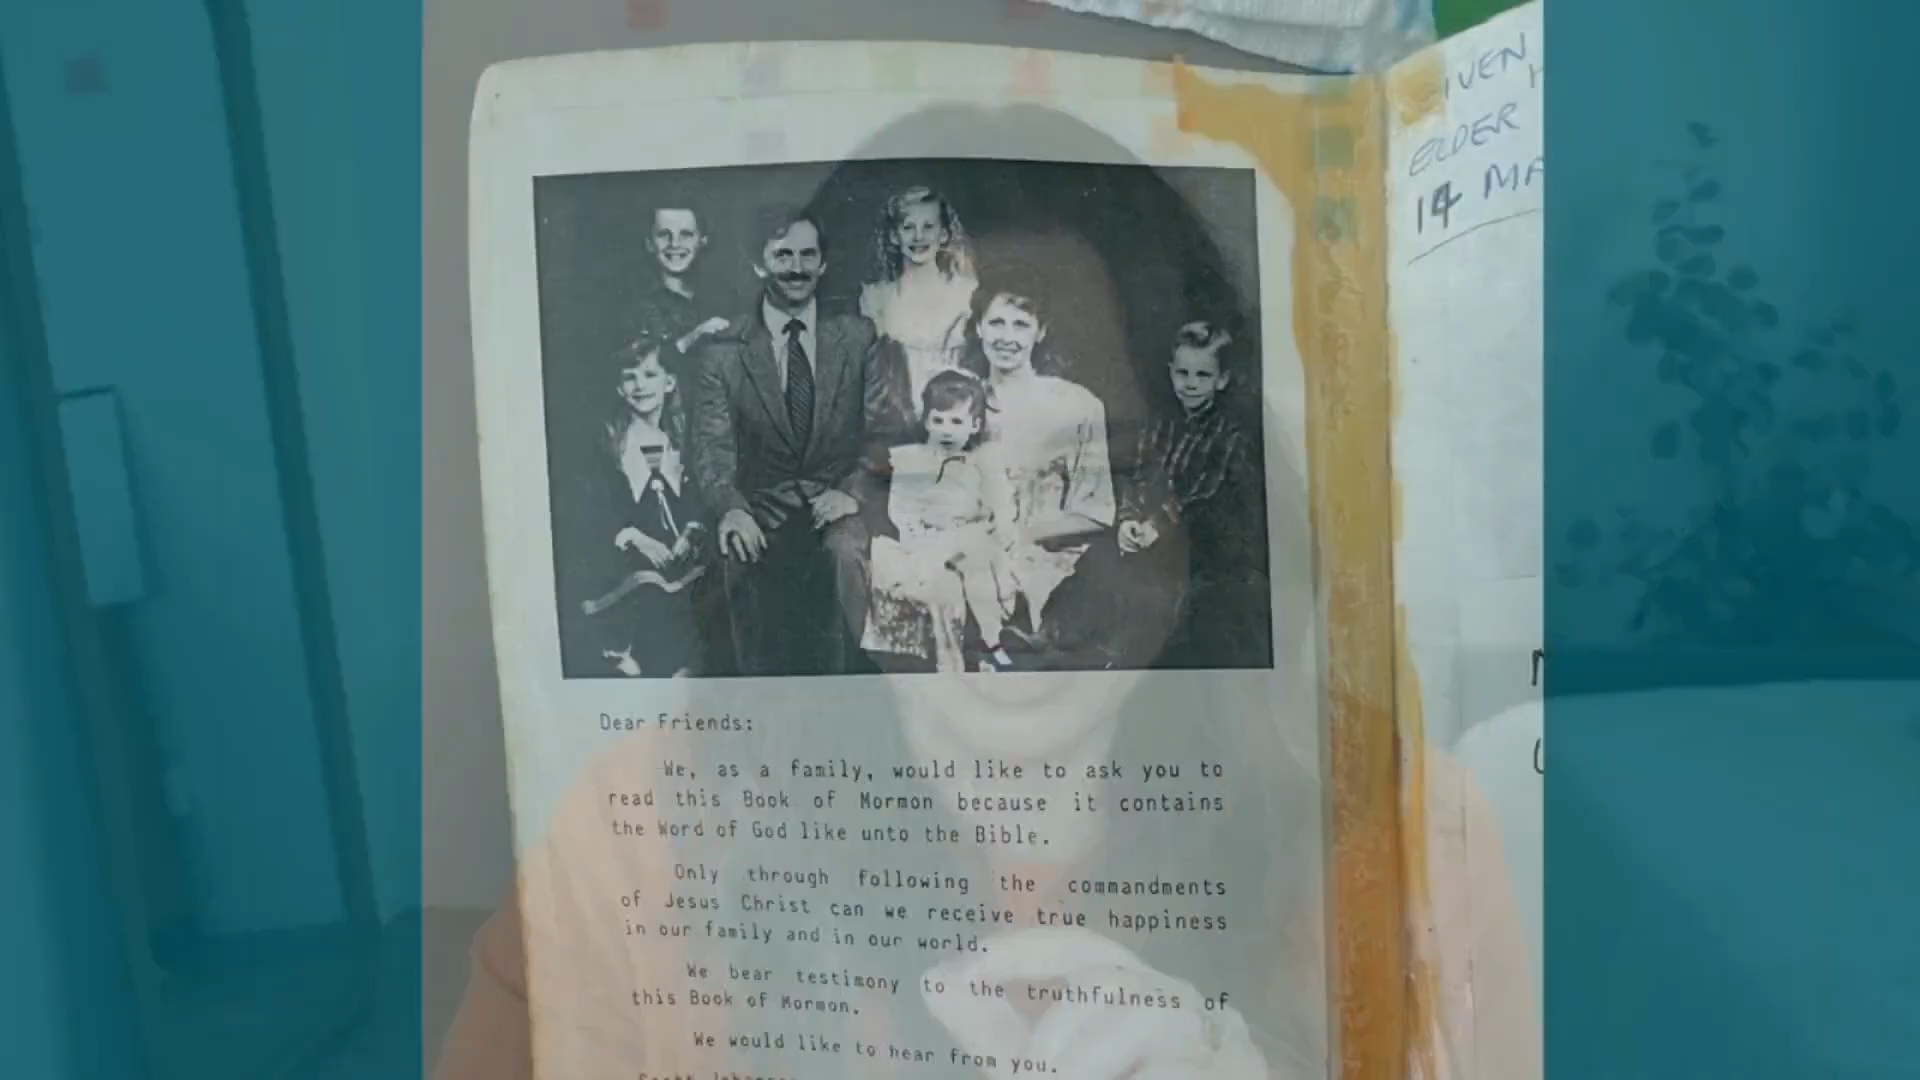 Dear Friends:
We, as a family, would like to ask you to
read this Book of Mormon because it contains
the Word of God like unto the Bible.
Only through following the commandments
of Jesus Christ can we receive true happiness
in our family and in our world.
We bear testimony to the truthfulness of
this Book of Mormon.
We would like to hear from you.
ELDER
14 MA